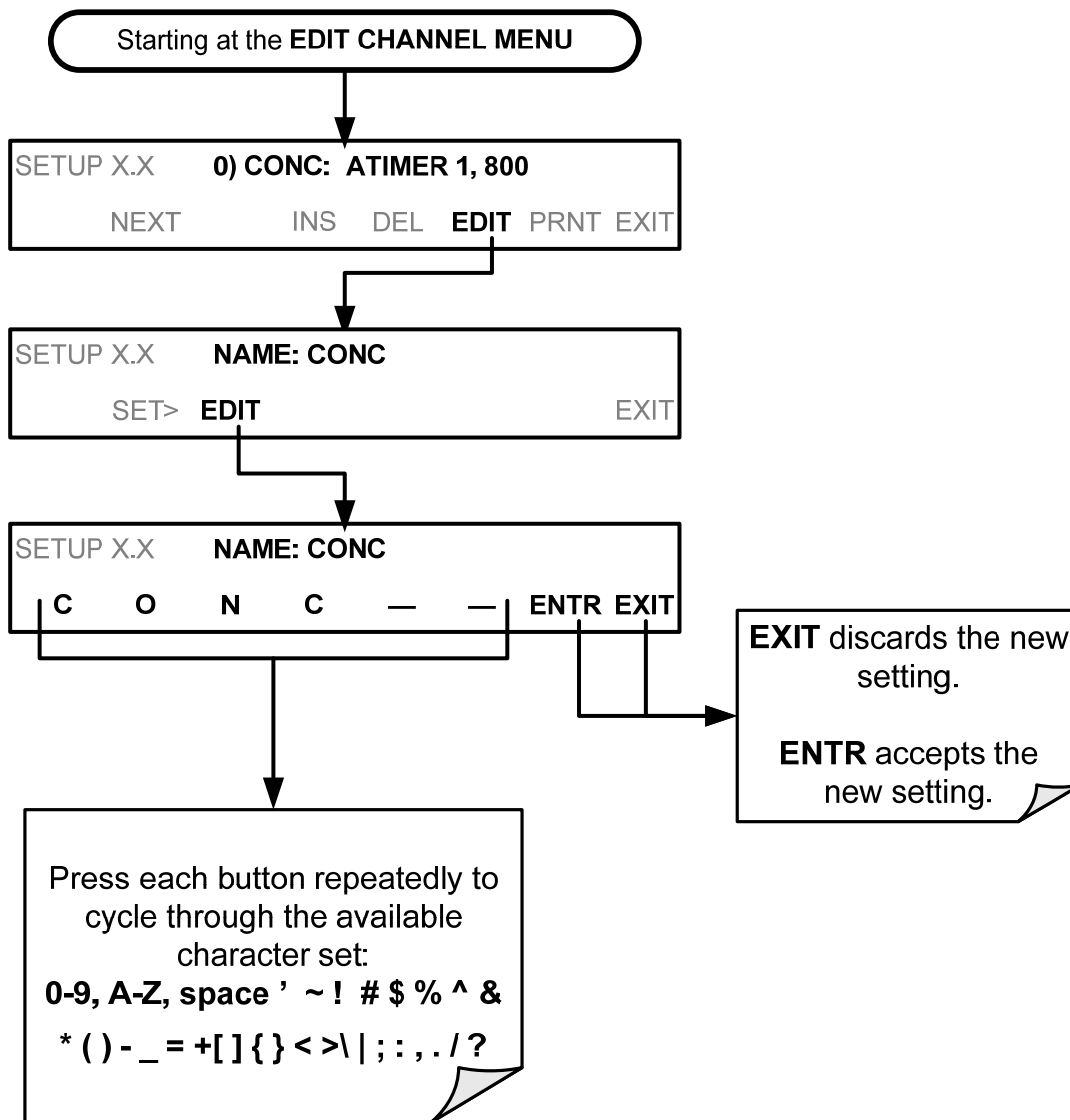 Starting at the EDIT CHANNEL MENU
SETUP X.X 0) CONC: ATIMER 1, 800
NEXT INS DEL EDIT PRNT EXIT
SETUP X.X NAME: CONC
SET> EDIT EXIT
SETUP X.X NAME: CONC
C O N C — — ENTR EXIT
EXIT discards the new
setting.
ENTR accepts the
new setting.
Press each button repeatedly to
cycle through the available
character set:
0-9, A-Z, space ’ ~ ! # $ % ^ &
* ( ) - _ = +[ ] { } < >\ | ; : , . / ?